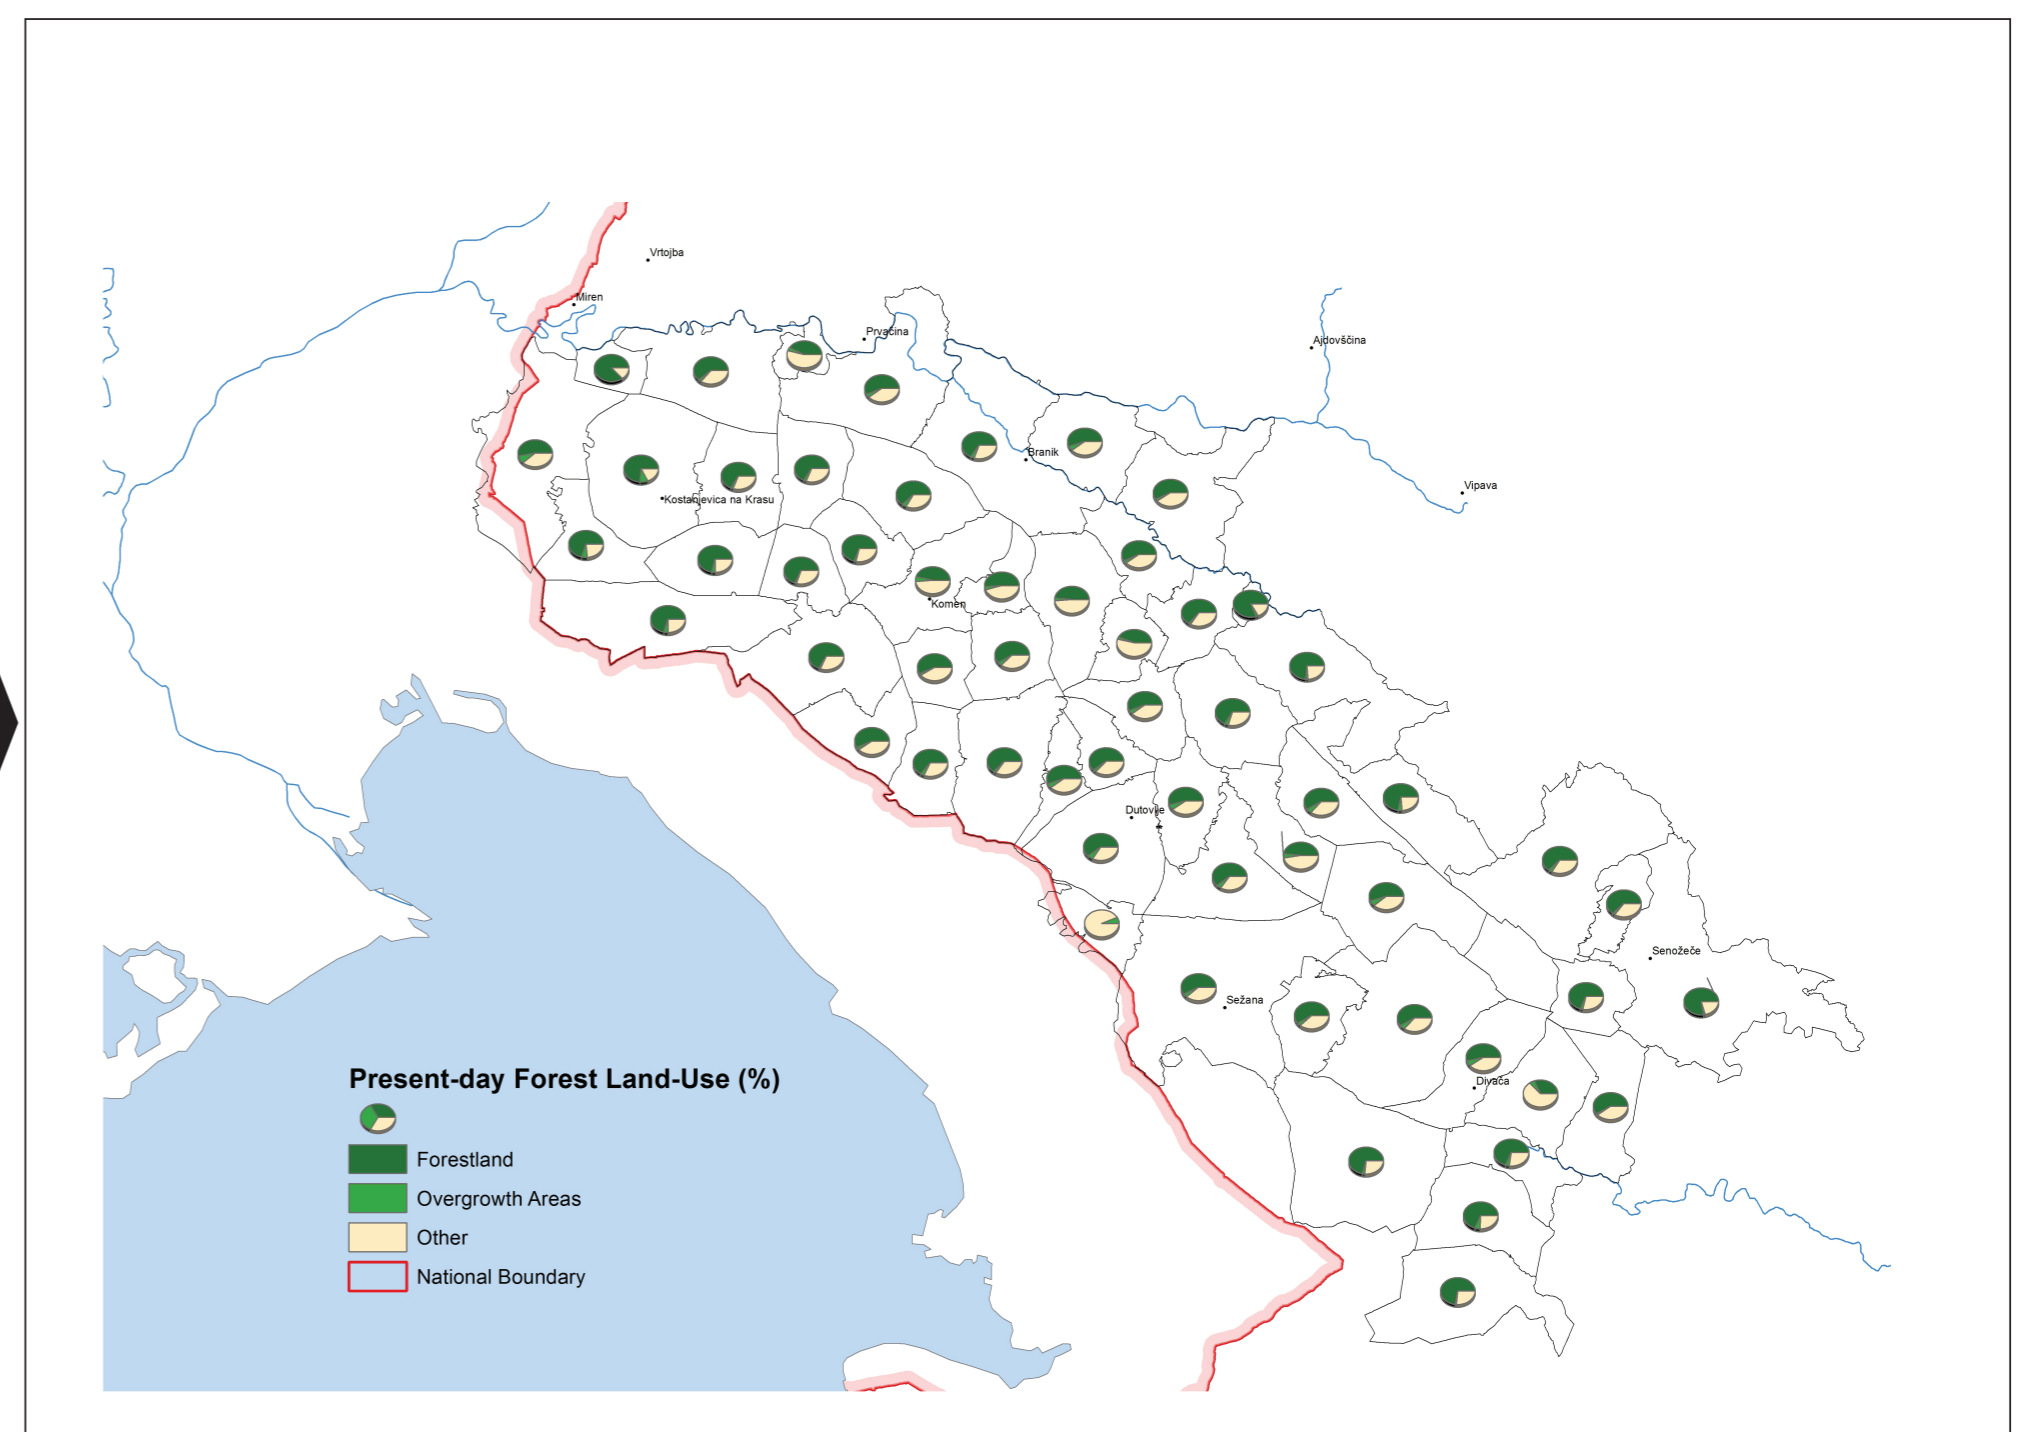 Vrtojba
Miren
Prvačina
Ajdovščina
Branik
Vipava
Kostanjevica na Krasu
Komen
Dutovlje
Senožeče
Sežana
Divača
Present-day Forest Land-Use (%)
Forestland
Overgrowth Areas
Other
National Boundary